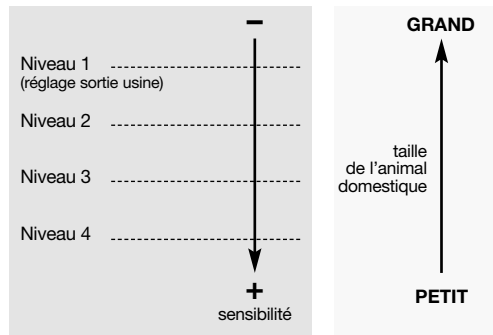 −
Niveau 1
(réglage sortie usine)
Niveau 2
Niveau 3
Niveau 4
+
sensibilité
GRAND
taille
de l'animal
domestique
PETIT